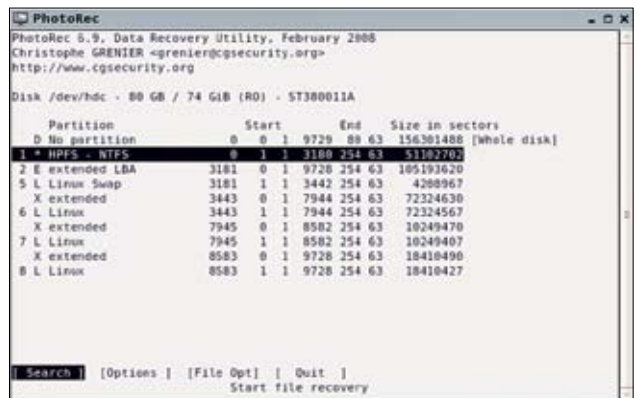 PhotoRec
PhotoRec 6.9, Data Recovery Utility, February 2008
Christophe GRENIER <grenier@cgsecurity.org>
http://www.cgsecurity.org
Disk /dev/hdc - 80 GB / 74 GiB (RO) - ST380011A
Partition Start End Size in sectors
D No partition 0 0 1 9729 80 63 156301488 [Whole disk]
1 * HPFS - NTFS 0 1 1 3180 254 63 51102702
2 E extended LBA 3181 0 1 9728 254 63 105193620
5 L Linux Swap 3181 1 1 3442 254 63 4208967
X extended 3443 0 1 7944 254 63 72324630
6 L Linux 3443 1 1 7944 254 63 72324567
X extended 7945 0 1 8582 254 63 10249470
7 L Linux 7945 1 1 8582 254 63 10249407
X extended 8583 0 1 9728 254 63 18410490
8 L Linux 8583 1 1 9728 254 63 18410427
[ Search ] [Options ] [File Opt] [ Quit ]
Start file recovery